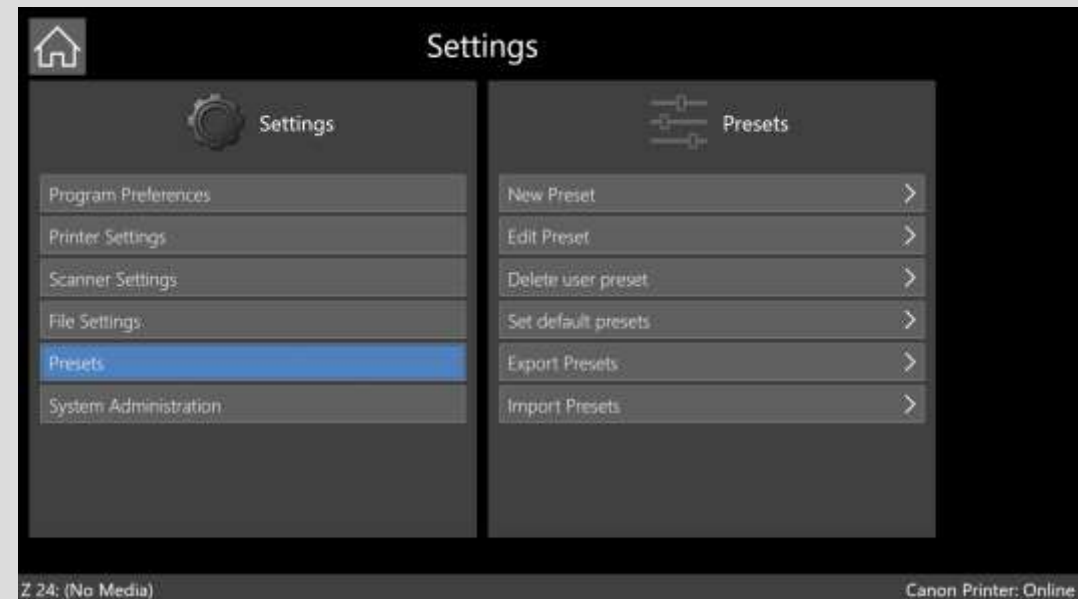 Settings
Settings
Program Preferences
Printer Settings
Scanner Settings
File Settings
Presets
System Administration
Presets
New Preset
Edit Preset
Delete user preset
Set default presets
Export Presets
Import Presets
Z 24: (No Media)
Canon Printer: Online